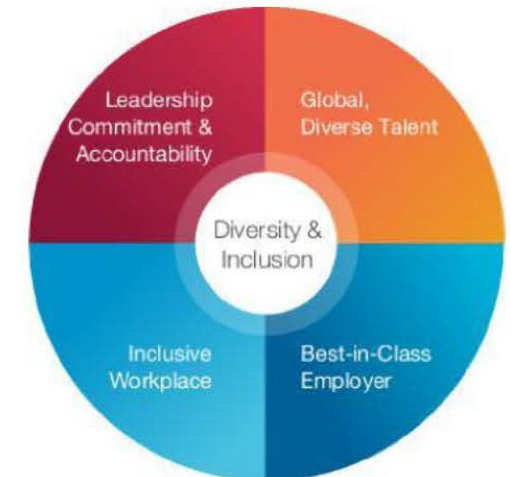 Leadership
Commitment &
Accountability
Global,
Diverse Talent
Diversity &
Inclusion
Inclusive
Workplace
Best-in-Class
Employer